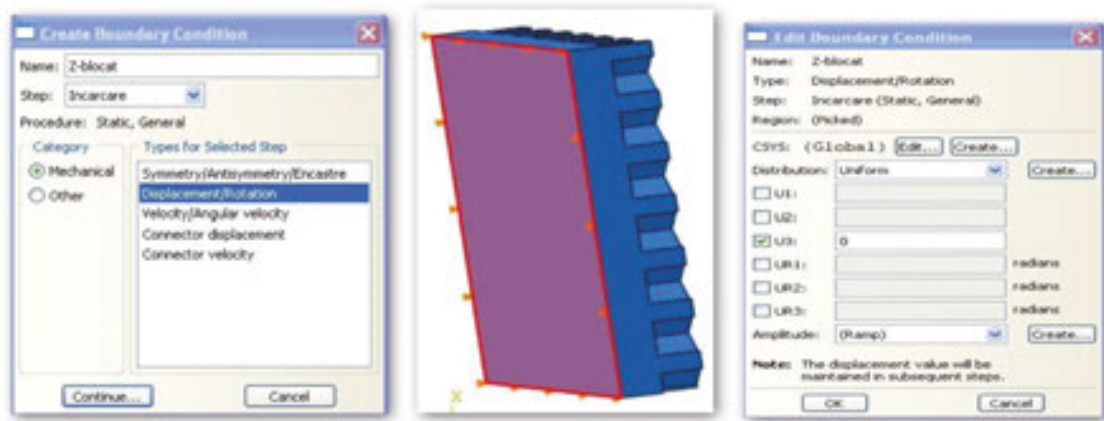 Create Boundary Condition
Name: Z-blocat
Step: Incarcare
Procedure: Static, General
Category
Mechanical
Other
Types for Selected Step
Symmetry/Antisymmetry/Encastre
Displacement/Rotation
Velocity/Angular velocity
Connector displacement
Connector velocity
Continue...
Cancel
X
Edit Boundary Condition
Name: Z-blocat
Type: Displacement/Rotation
Step: Incarcare (Static, General)
Region: (Picked)
CSYS: (Global) Edit... Create...
Distribution: Uniform Create...
U1:
U2:
U3: 0
UR1: radians
UR2: radians
UR3: radians
Amplitude: (Ramp) Create...
Note: The displacement value will be
maintained in subsequent steps.
OK
Cancel